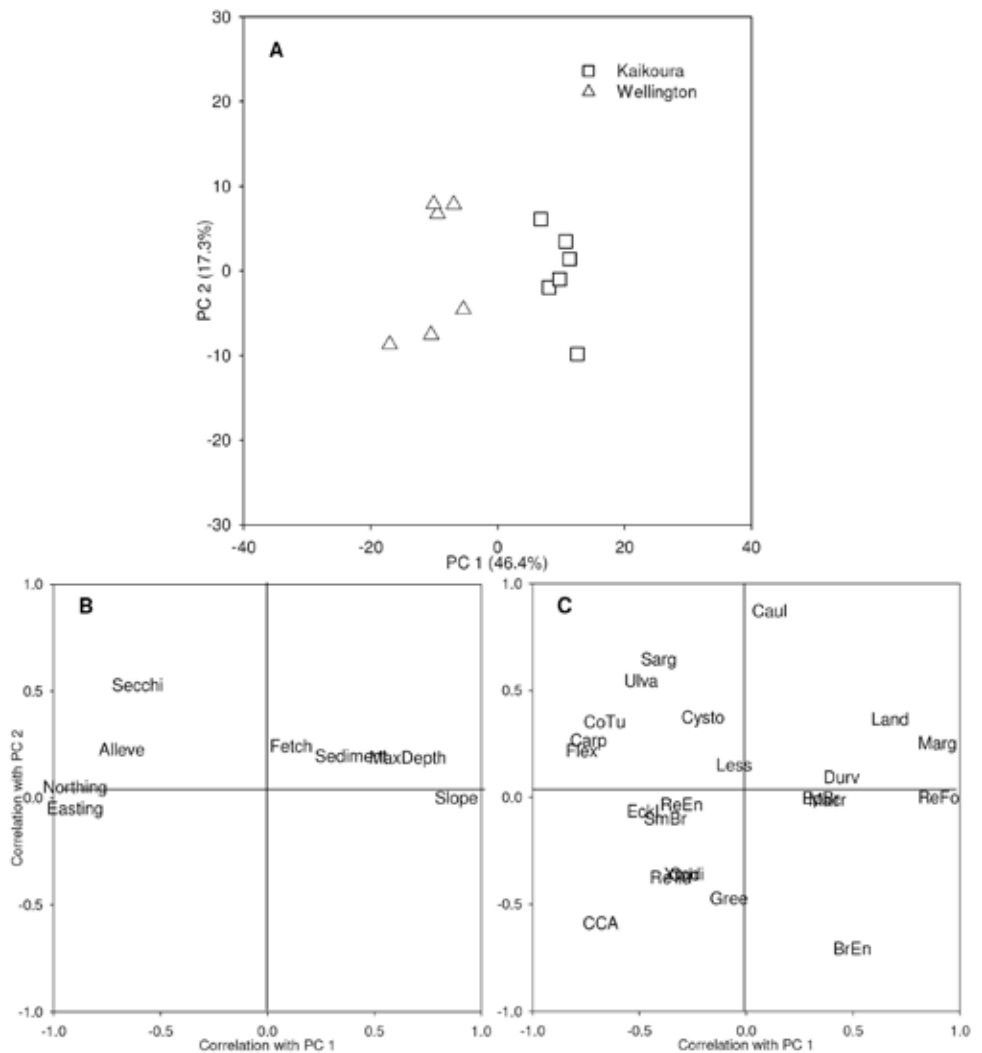 A
Kaikoura
Wellington
30
20
10
0
-10
-20
-30
PC 2 (17.3%)
-40
-20
0
20
40
PC 1 (46.4%)
B
1.0
0.5
0.0
-0.5
-1.0
Correlation with PC 2
Secchi
Alleve
Fetch
Sediment
MaxDepth
Northing
Easting
Slope
-1.0
-0.5
0.0
0.5
1.0
Correlation with PC 1
C
1.0
0.5
0.0
-0.5
-1.0
Caul
Sarg
Ulva
CoTu
Cysto
Land
Carp
Flex
Marg
Less
Durv
Macr
ReFo
ReEn
Eckl
SmBr
Gree
CCA
BrEn
-1.0
-0.5
0.0
0.5
1.0
Correlation with PC 1